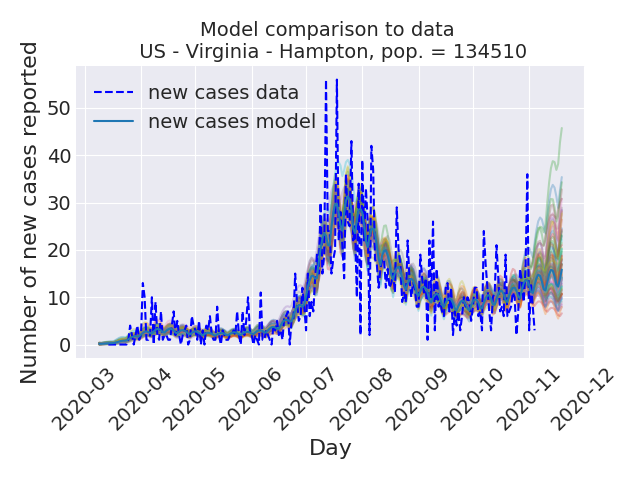 Model comparison to data
US - Virginia - Hampton, pop. = 134510
Number of new cases reported
50
40
30
20
10
0
new cases data
new cases model
2020-03
2020-04
2020-05
2020-06
2020-07
2020-08
2020-09
2020-10
2020-11
2020-12
Day